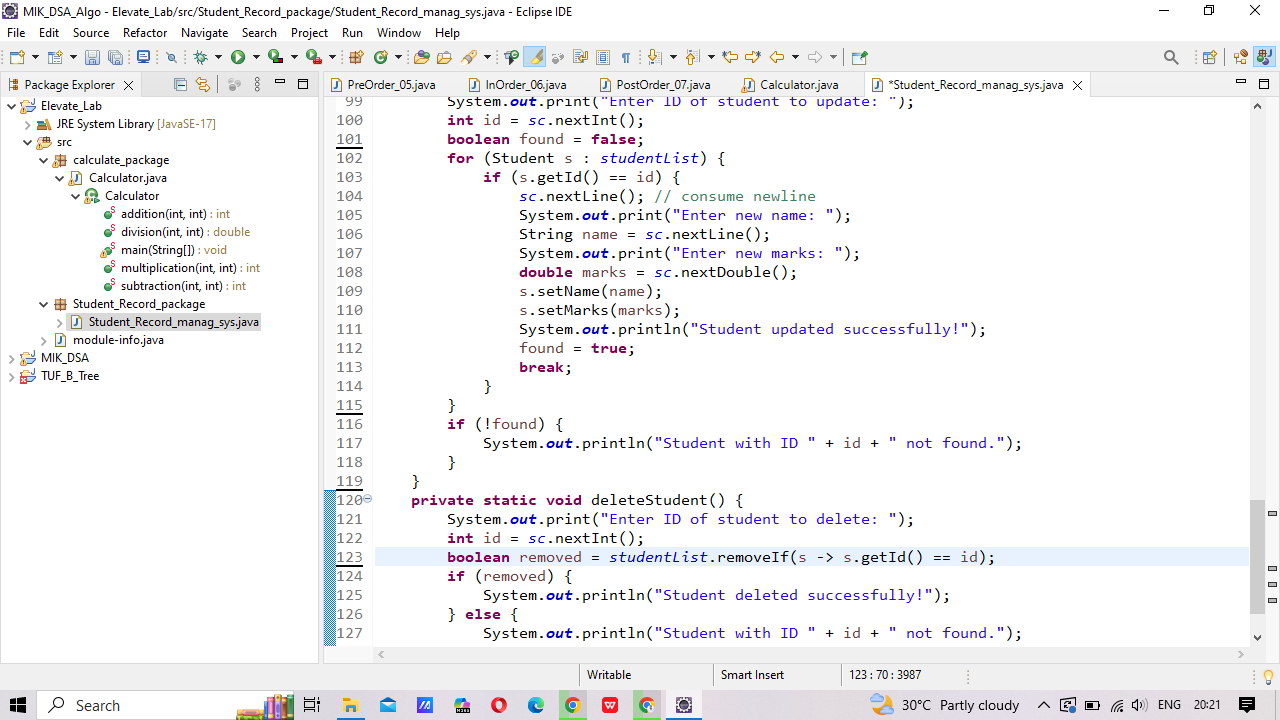 MIK_DSA_Algo - Elevate_Lab/src/Student_Record_package/Student_Record_manag_sys.java - Eclipse IDE
File Edit Source Refactor Navigate Search Project Run Window Help
Package Explorer
PreOrder_05.java InOrder_06.java PostOrder_07.java Calculator.java *Student_Record_manag_sys.java
Elevate_Lab
JRE System Library [JavaSE-17]
src
calculate_package
Calculator.java
Calculator
addition(int, int) : int
division(int, int) : double
main(String[]) : void
multiplication(int, int) : int
subtraction(int, int) : int
Student_Record_package
Student_Record_manag_sys.java
module-info.java
MIK_DSA
TUF_B_Tree
99 System.out.print("Enter ID of student to update: ");
100 int id = sc.nextInt();
101 boolean found = false;
102 for (Student s : studentList) {
103 if (s.getId() == id) {
104 sc.nextLine(); // consume newline
105 System.out.print("Enter new name: ");
106 String name = sc.nextLine();
107 System.out.print("Enter new marks: ");
108 double marks = sc.nextDouble();
109 s.setName(name);
110 s.setMarks(marks);
111 System.out.println("Student updated successfully!");
112 found = true;
113 break;
114 }
115 }
116 if (!found) {
117 System.out.println("Student with ID " + id + " not found.");
118 }
119 }
120 private static void deleteStudent() {
121 System.out.print("Enter ID of student to delete: ");
122 int id = sc.nextInt();
123 boolean removed = studentList.removeIf(s -> s.getId() == id);
124 if (removed) {
125 System.out.println("Student deleted successfully!");
126 } else {
127 System.out.println("Student with ID " + id + " not found.");
Writable Smart Insert 123 : 70 : 3987
Search 30°C Partly cloudy ENG 20:21